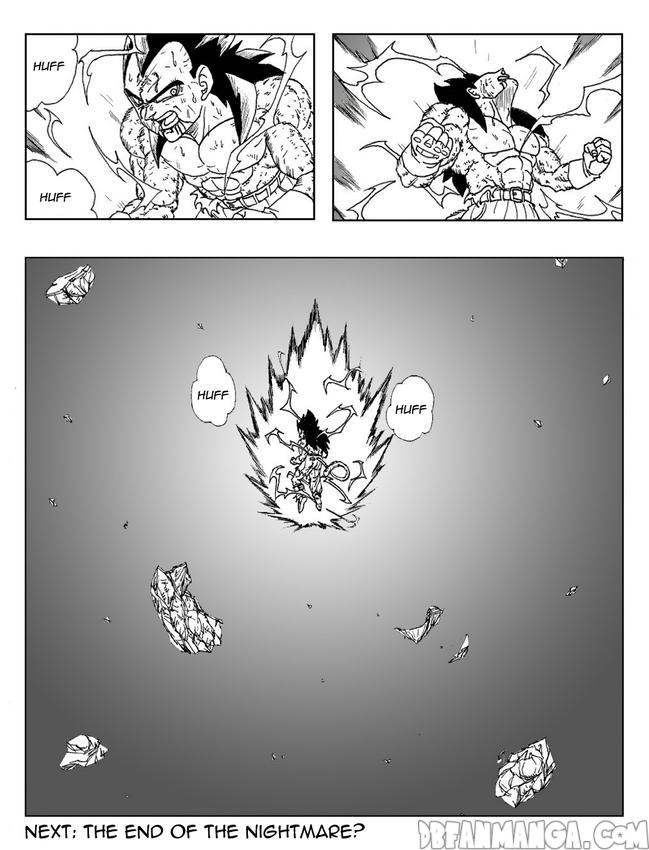 HUFF
HUFF
HUFF
HUFF
NEXT: THE END OF THE NIGHTMARE?
DBFANMANGA.COM